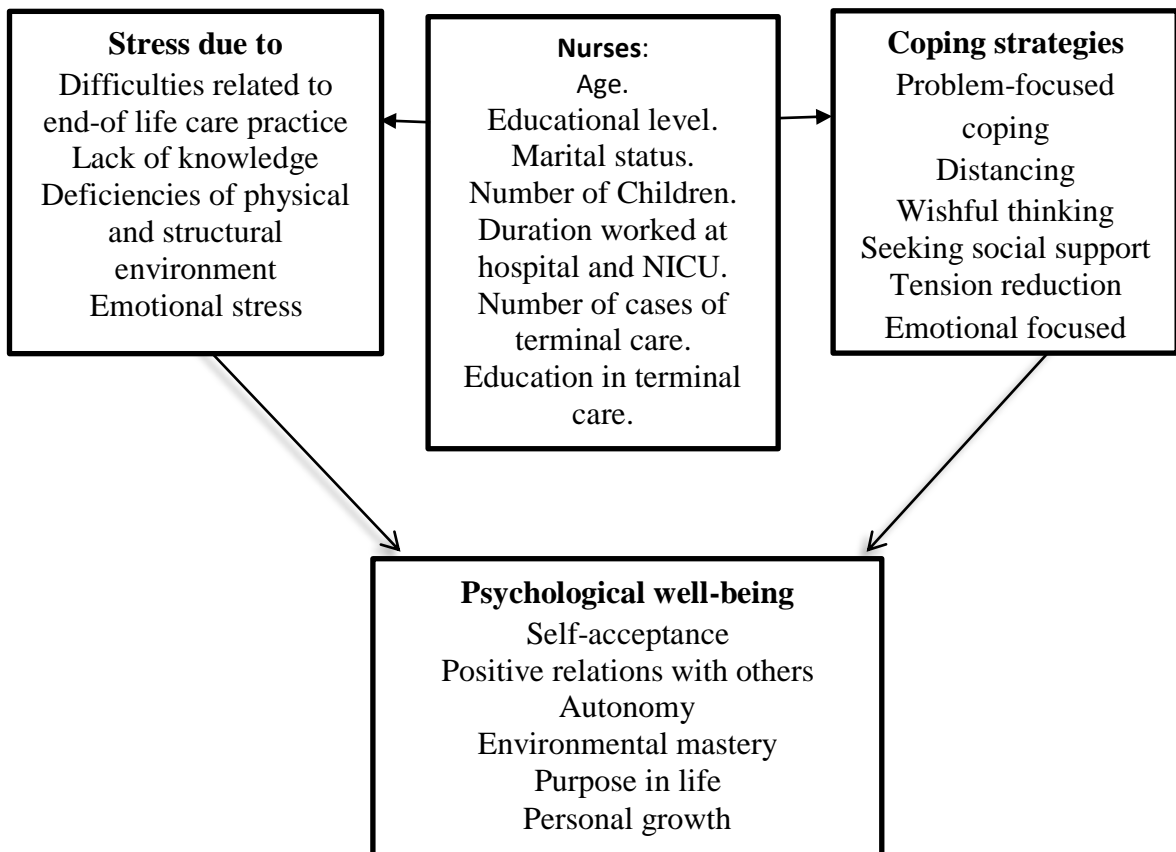 Stress due to
Difficulties related to
end-of life care practice
Lack of knowledge
Deficiencies of physical
and structural
environment
Emotional stress
Nurses:
Age.
Educational level.
Marital status.
Number of Children.
Duration worked at
hospital and NICU.
Number of cases of
terminal care.
Education in terminal
care.
Coping strategies
Problem-focused
coping
Distancing
Wishful thinking
Seeking social support
Tension reduction
Emotional focused
Psychological well-being
Self-acceptance
Positive relations with others
Autonomy
Environmental mastery
Purpose in life
Personal growth